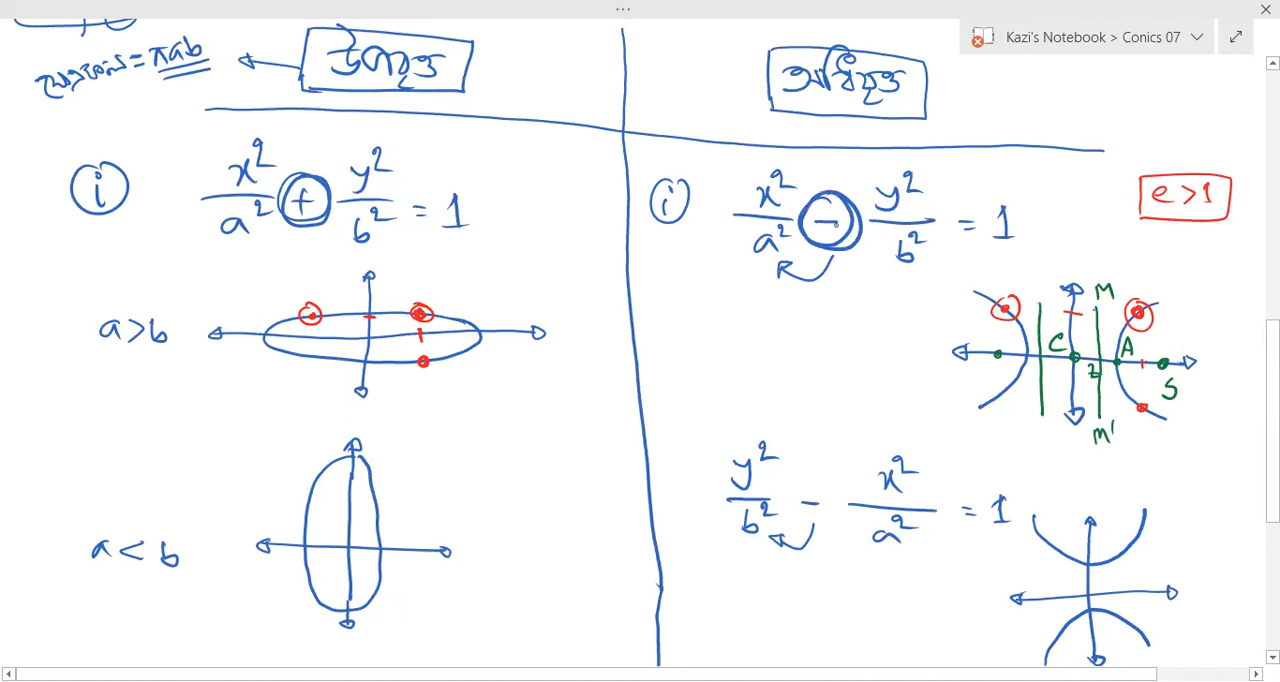 Kazi's Notebook > Conics 07
ক্ষেত্রফল = πab
উপবৃত্ত
অধিবৃত্ত
i
x²/a² + y²/b² = 1
a > b
a < b
i
x²/a² − y²/b² = 1
e > 1
M
C
A
Z
S
M'
y²/b² − x²/a² = 1